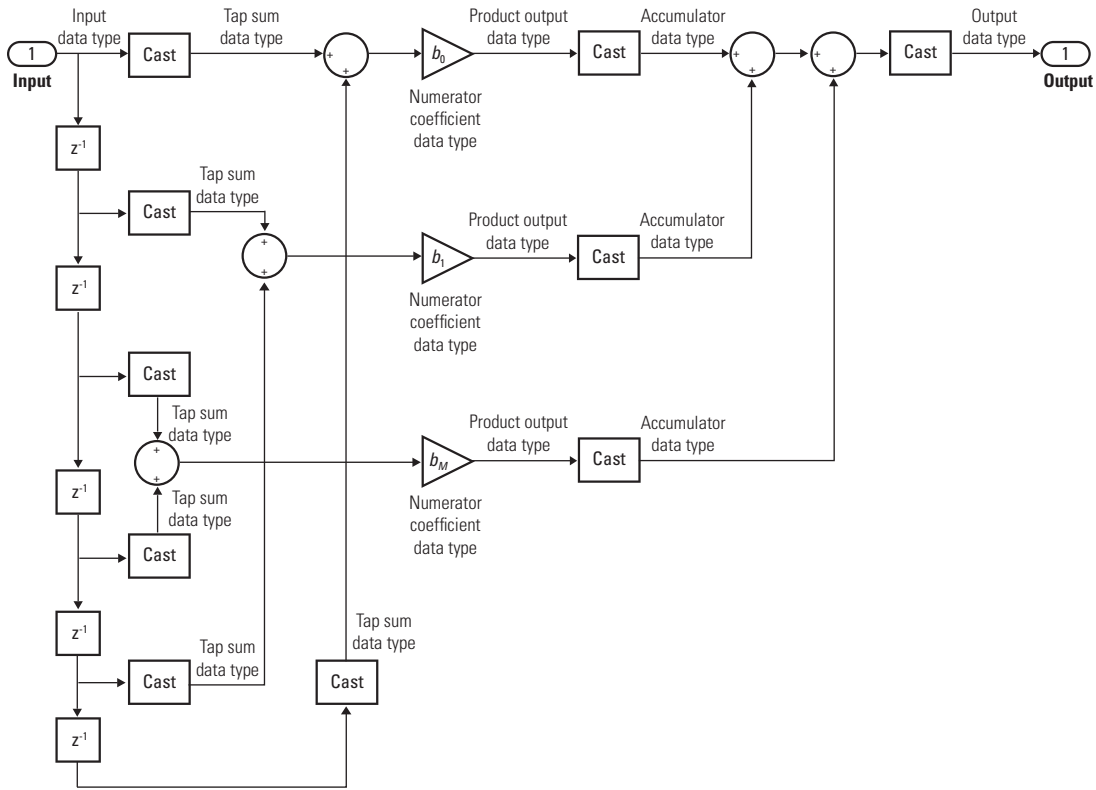 Input
data type
Tap sum
data type
Product output
data type
Accumulator
data type
Output
data type
1
Input
Cast
+
+
b0
Cast
+
+
+
+
Cast
1
Output
Numerator
coefficient
data type
z-1
Tap sum
data type
Cast
+
+
Product output
data type
Accumulator
data type
b1
Cast
z-1
Numerator
coefficient
data type
Cast
Tap sum
data type
+
+
Product output
data type
Accumulator
data type
bM
Cast
z-1
Tap sum
data type
Numerator
coefficient
data type
Cast
z-1
Tap sum
data type
Tap sum
data type
Cast
Cast
z-1